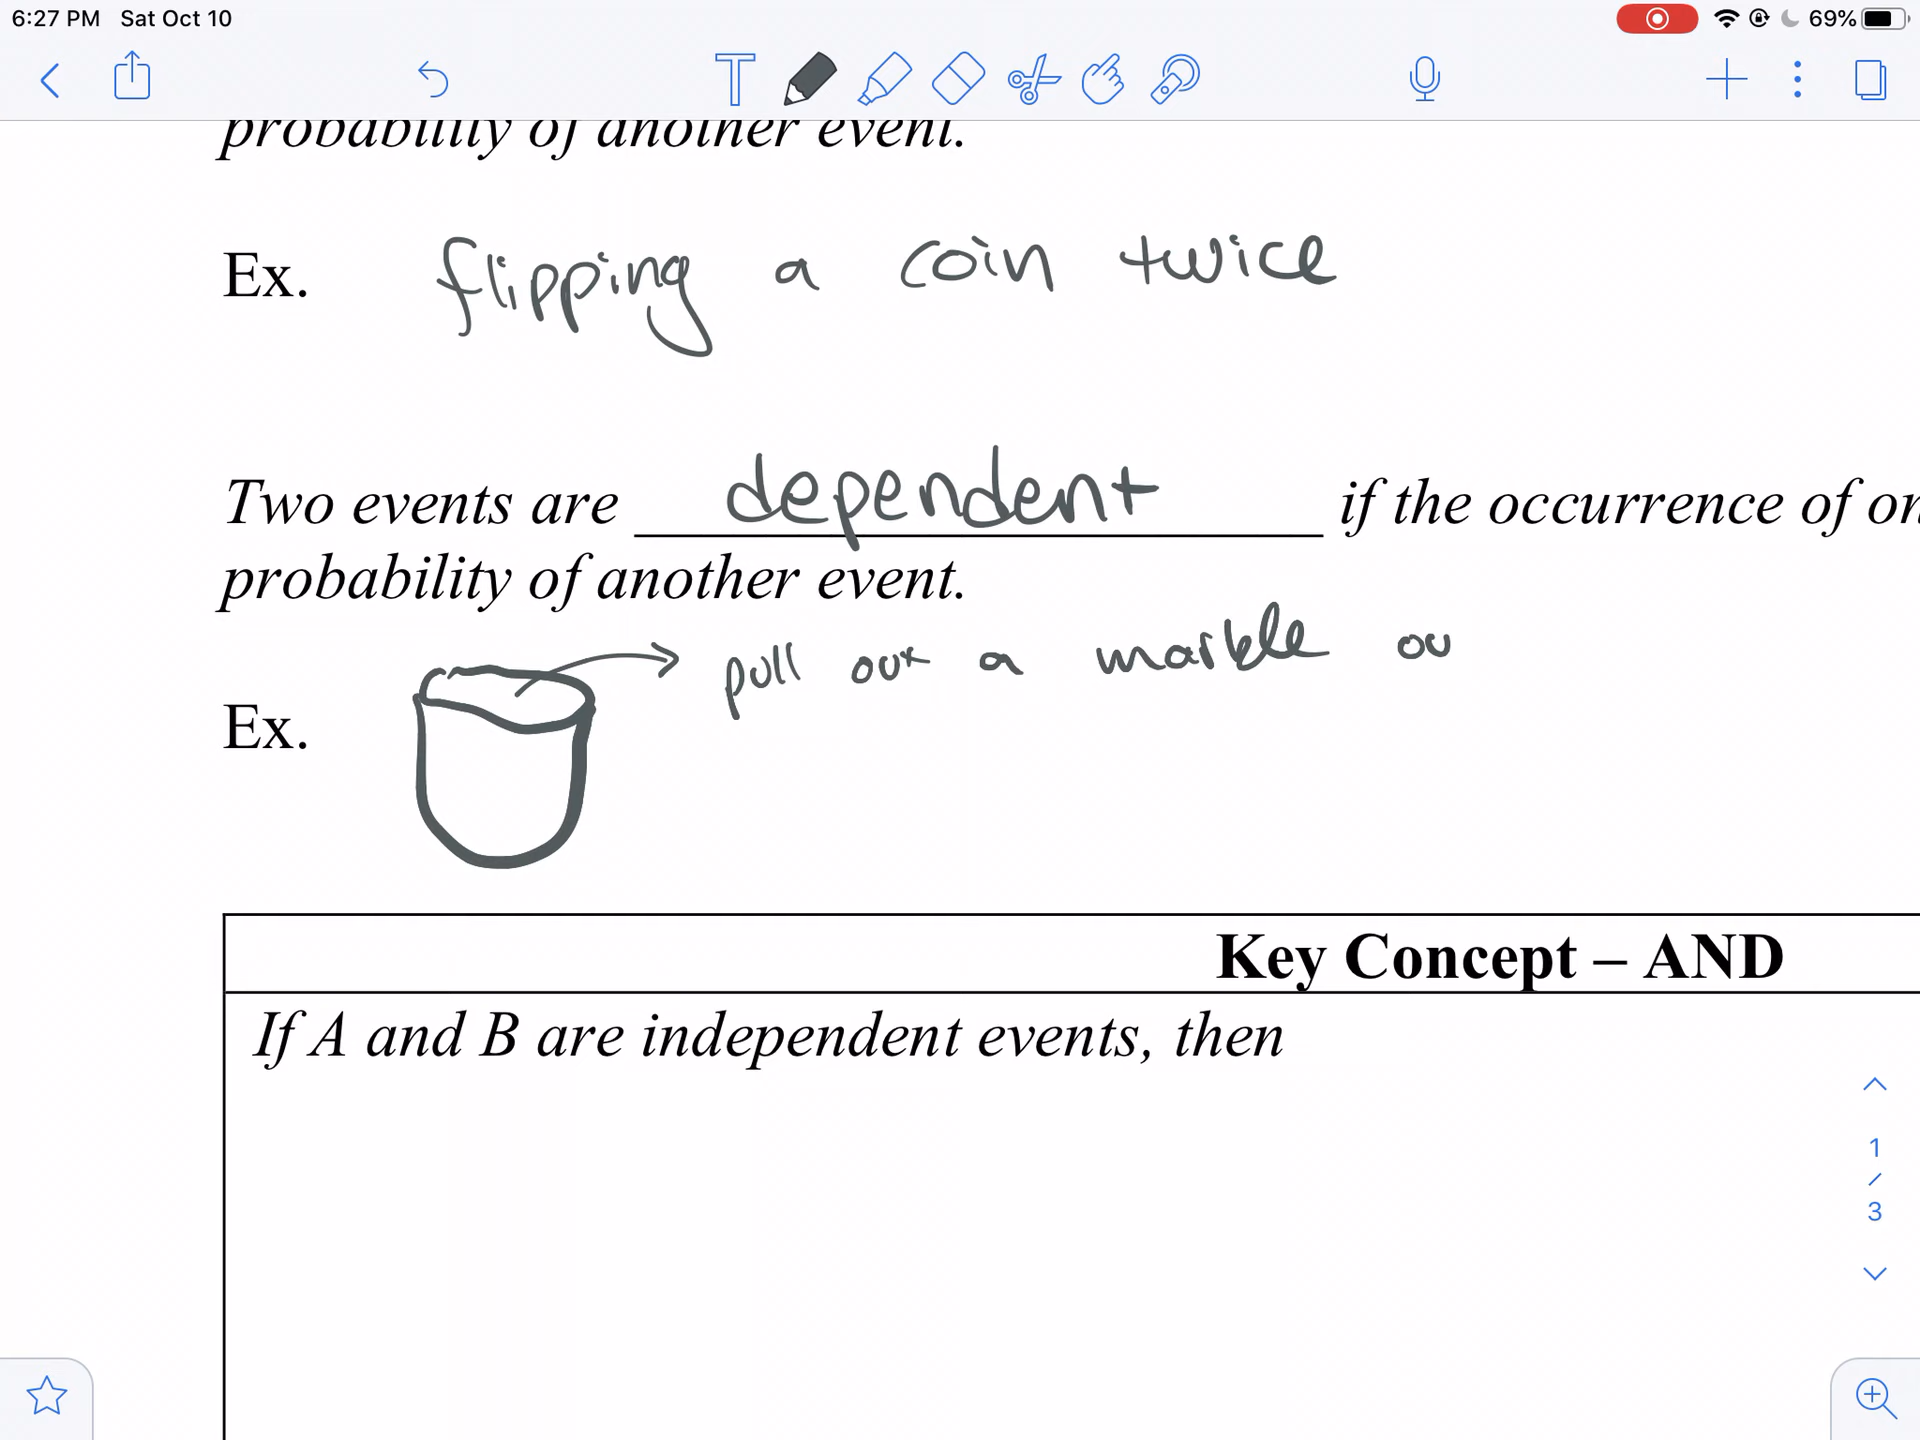 6:27 PM Sat Oct 10 69%
T
probability of another event.
Ex. flipping a coin twice
Two events are dependent if the occurrence of on
probability of another event.
pull out a marble ou
Ex.
Key Concept – AND
If A and B are independent events, then
1
/
3